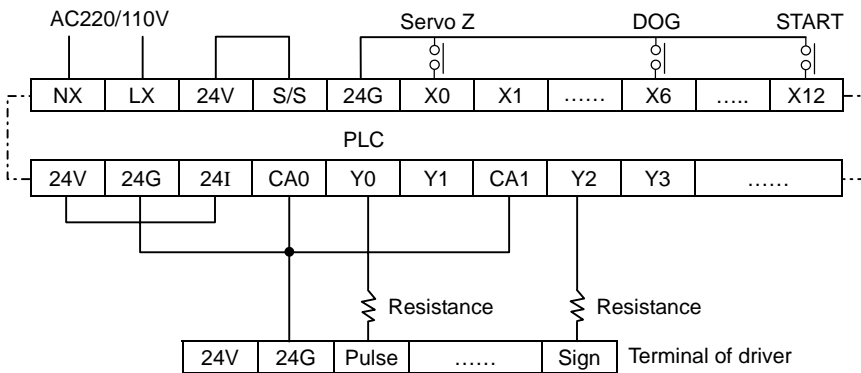 AC220/110V Servo Z DOG START
NX LX 24V S/S 24G X0 X1 ...... X6 ..... X12
PLC
24V 24G 24I CA0 Y0 Y1 CA1 Y2 Y3 ......
Resistance Resistance
24V 24G Pulse ...... Sign Terminal of driver